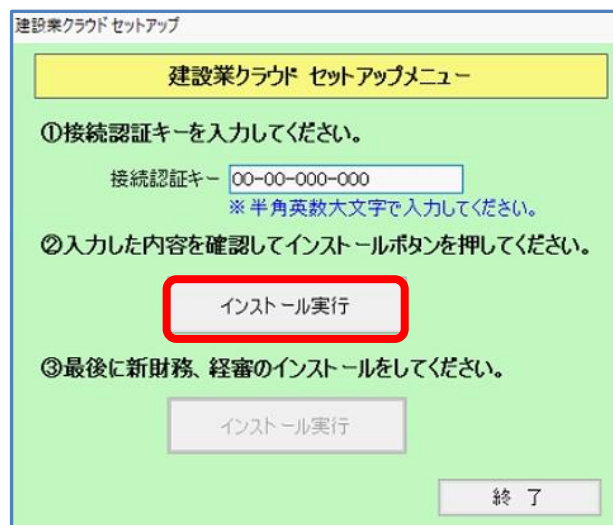 建設業クラウド セットアップ
建設業クラウド セットアップメニュー
①接続認証キーを入力してください。
接続認証キー 00-00-000-000
※半角英数大文字で入力してください。
②入力した内容を確認してインストールボタンを押してください。
インストール実行
③最後に新財務、経審のインストールをしてください。
インストール実行
終 了